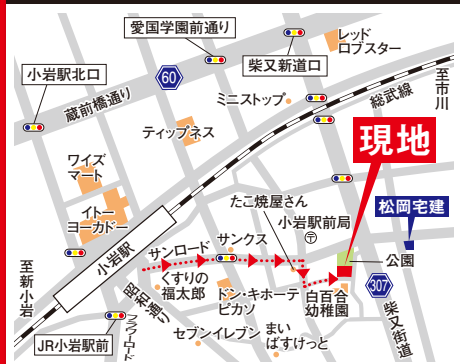 愛国学園前通り
レッド
ロブスター
柴又新道口
至市川
小岩駅北口
60
蔵前橋通り
ミニストップ
総武線
ティップネス
現地
ワイズ
マート
たこ焼屋さん
松岡宅建
イトー
ヨーカドー
小岩駅前局
〒
サンロード
サンクス
公園
小岩駅
至新小岩
くすりの
福太郎
昭和通り
ドン・キホーテ
ピカソ
白百合
幼稚園
307
柴又街道
JR小岩駅前
フラワーロード
セブンイレブン
まい
ばすけっと